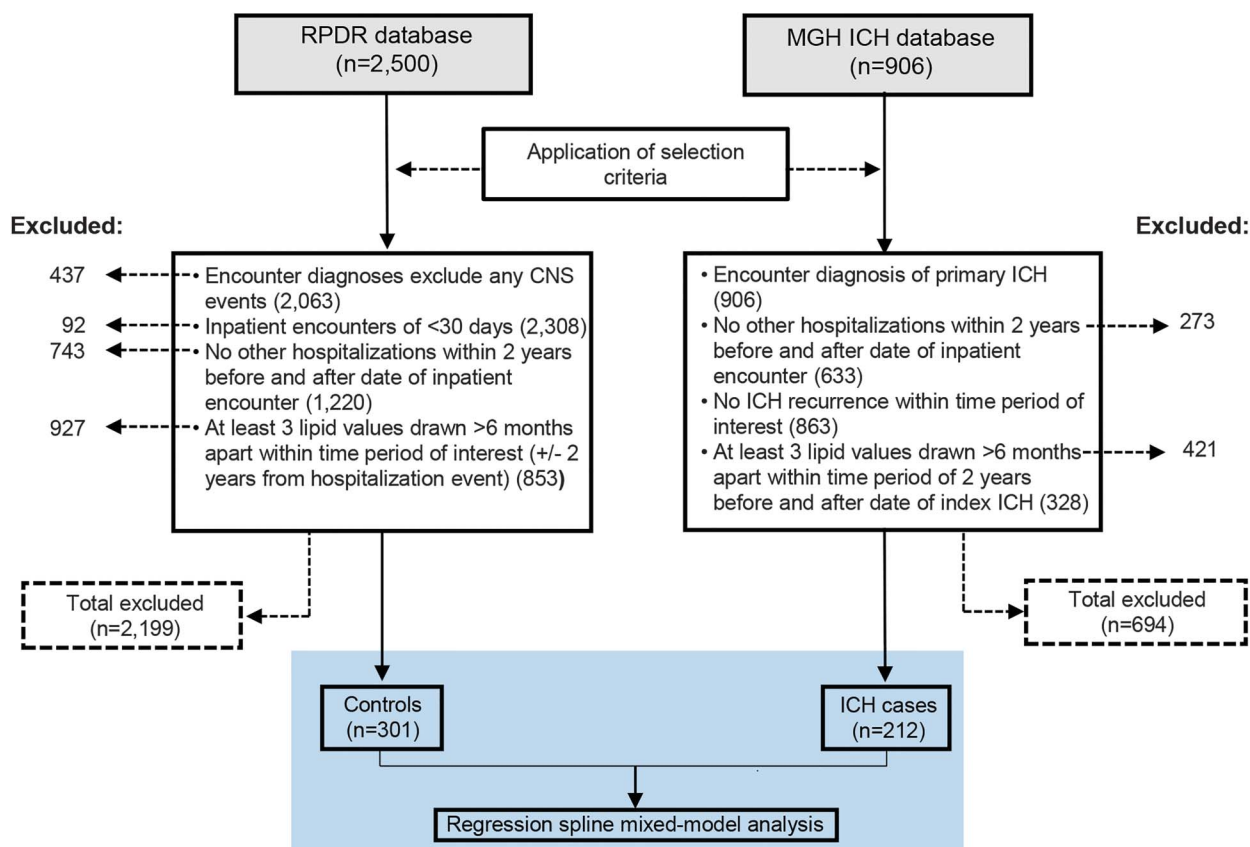 RPDR database
(n=2,500)
MGH ICH database
(n=906)
Application of selection
criteria
Excluded:
437
92
743
927
• Encounter diagnoses exclude any CNS
events (2,063)
• Inpatient encounters of <30 days (2,308)
• No other hospitalizations within 2 years
before and after date of inpatient
encounter (1,220)
• At least 3 lipid values drawn >6 months
apart within time period of interest (+/- 2
years from hospitalization event) (853)
Excluded:
• Encounter diagnosis of primary ICH
(906)
• No other hospitalizations within 2 years
before and after date of inpatient
encounter (633)
• No ICH recurrence within time period of
interest (863)
• At least 3 lipid values drawn >6 months
apart within time period of 2 years
before and after date of index ICH (328)
273
421
Total excluded
(n=2,199)
Total excluded
(n=694)
Controls
(n=301)
ICH cases
(n=212)
Regression spline mixed-model analysis